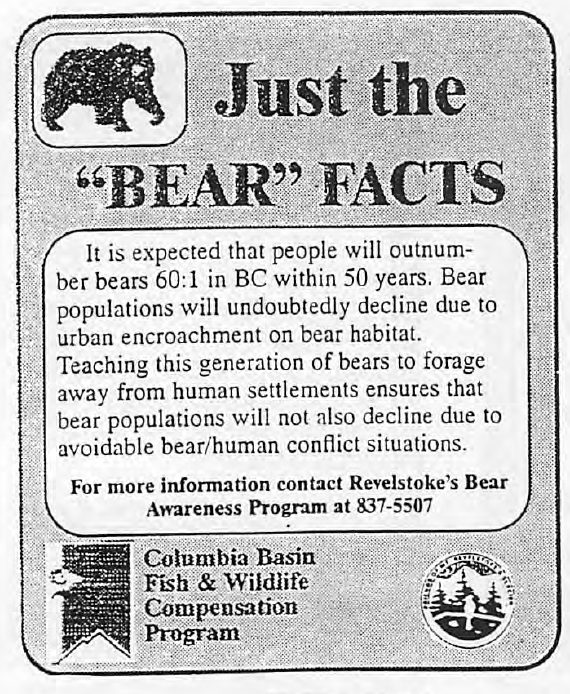 Just the
“BEAR” FACTS
It is expected that people will outnum-
ber bears 60:1 in BC within 50 years. Bear
populations will undoubtedly decline due to
urban encroachment on bear habitat.
Teaching this generation of bears to forage
away from human settlements ensures that
bear populations will not also decline due to
avoidable bear/human conflict situations.
For more information contact Revelstoke's Bear
Awareness Program at 837-5507
Columbia Basin
Fish & Wildlife
Compensation
Program